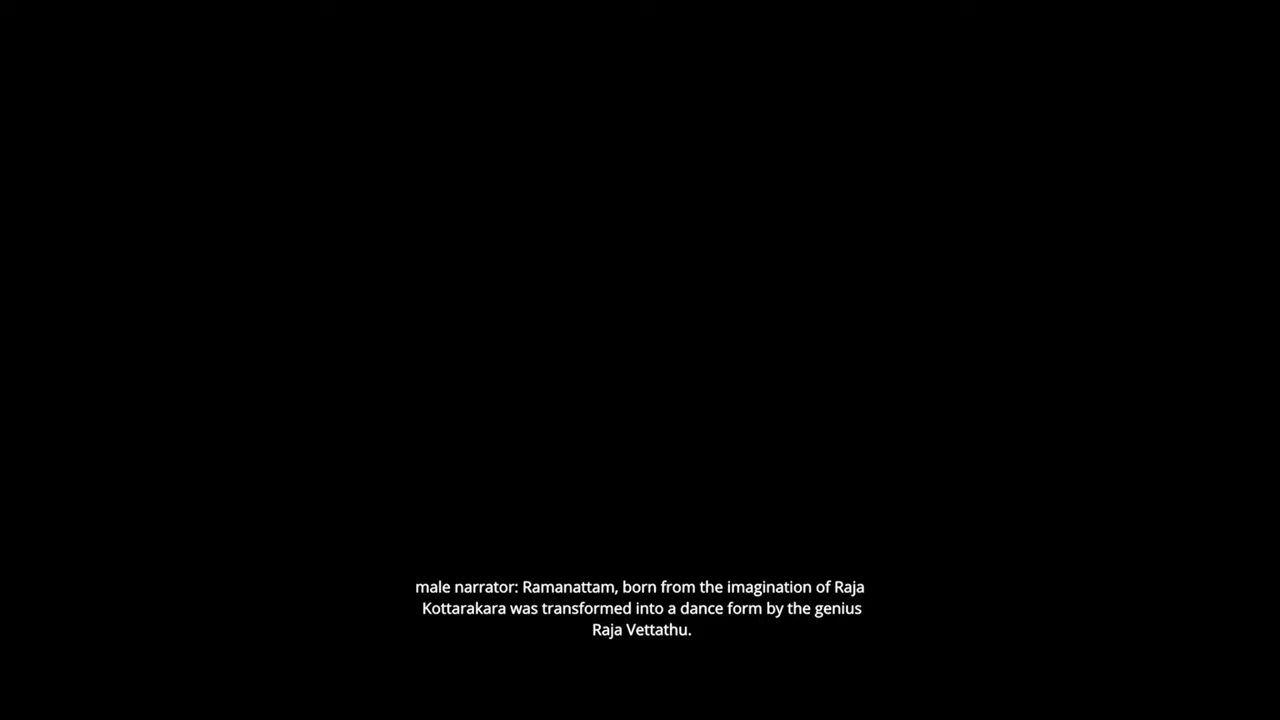 male narrator: Ramanattam, born from the imagination of Raja
Kottarakara was transformed into a dance form by the genius
Raja Vettathu.